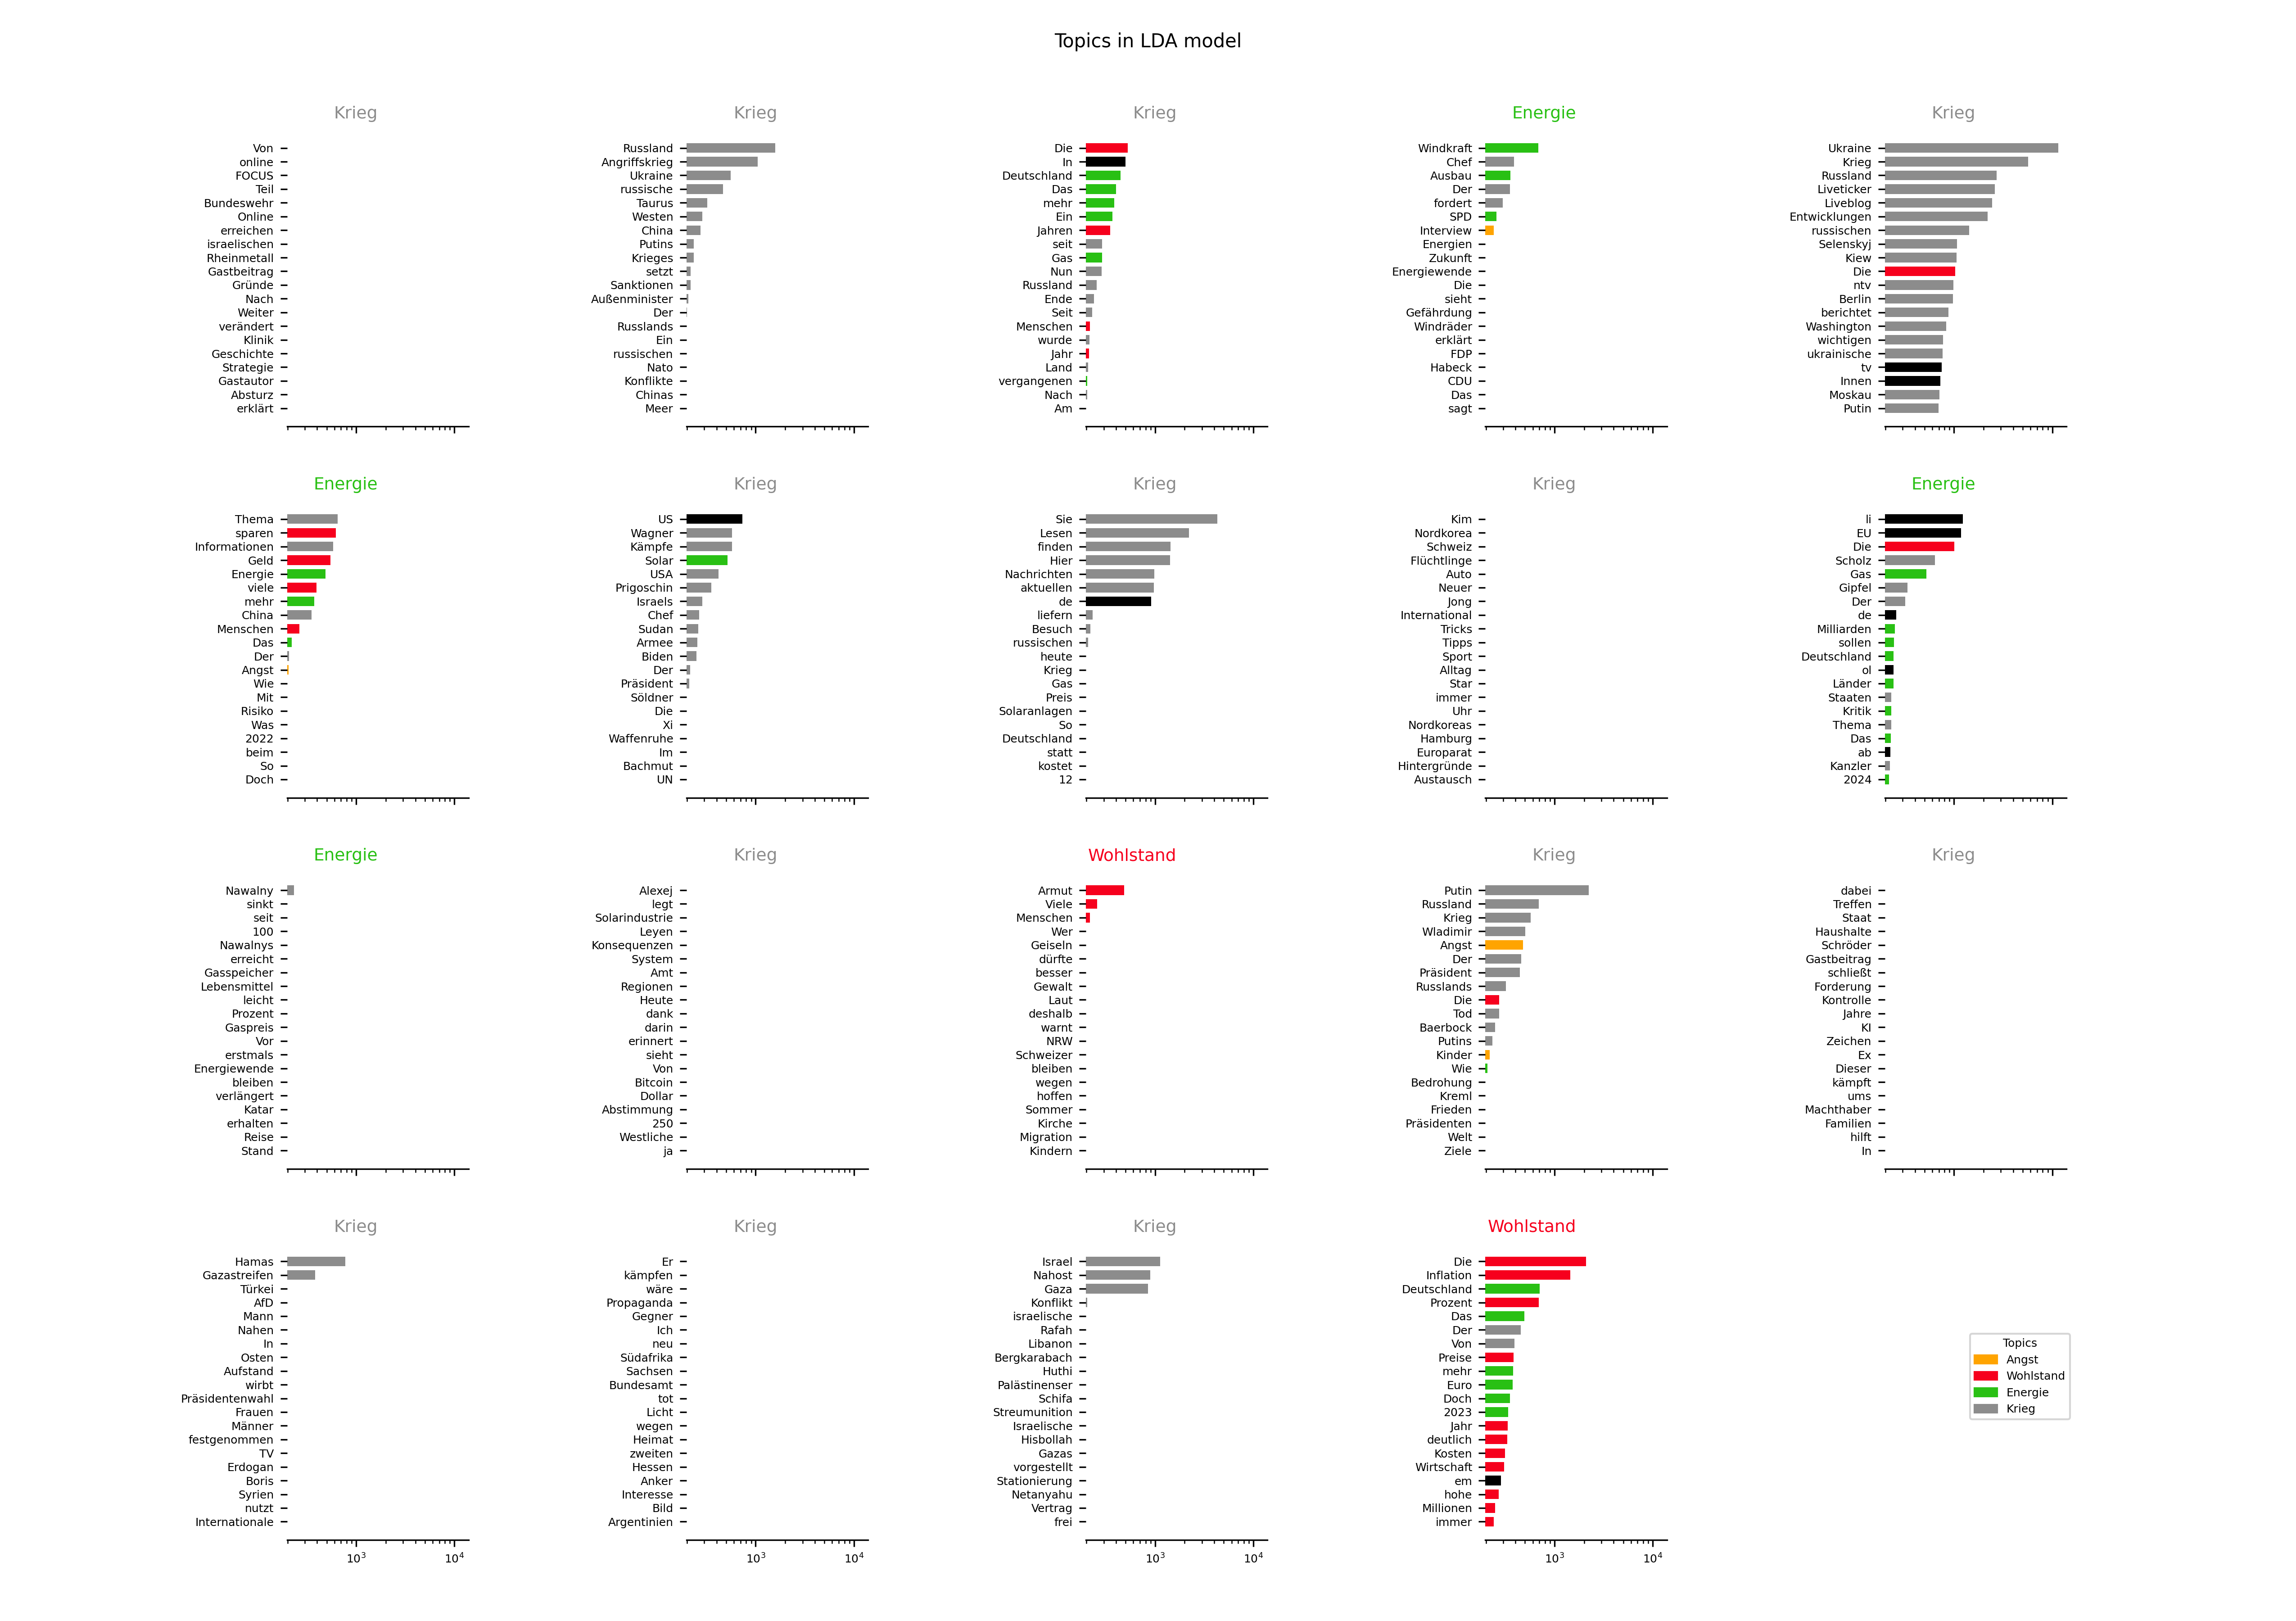 Topics in LDA model
Krieg
Von
online
FOCUS
Teil
Bundeswehr
Online
erreichen
israelischen
Rheinmetall
Gastbeitrag
Gründe
Nach
Weiter
verändert
Klinik
Geschichte
Strategie
Gastautor
Absturz
erklärt
Krieg
Russland
Angriffskrieg
Ukraine
russische
Taurus
Westen
China
Putins
Krieges
setzt
Sanktionen
Außenminister
Der
Russlands
Ein
russischen
Nato
Konflikte
Chinas
Meer
Krieg
Die
In
Deutschland
Das
mehr
Ein
Jahren
seit
Gas
Nun
Russland
Ende
Seit
Menschen
wurde
Jahr
Land
vergangenen
Nach
Am
Energie
Windkraft
Chef
Ausbau
Der
fordert
SPD
Interview
Energien
Zukunft
Energiewende
Die
sieht
Gefährdung
Windräder
erklärt
FDP
Habeck
CDU
Das
sagt
Krieg
Ukraine
Krieg
Russland
Liveticker
Liveblog
Entwicklungen
russischen
Selenskyj
Kiew
Die
ntv
Berlin
berichtet
Washington
wichtigen
ukrainische
tv
Innen
Moskau
Putin
Energie
Thema
sparen
Informationen
Geld
Energie
viele
mehr
China
Menschen
Das
Der
Angst
Wie
Mit
Risiko
Was
2022
beim
So
Doch
Krieg
US
Wagner
Kämpfe
Solar
USA
Prigoschin
Israels
Chef
Sudan
Armee
Biden
Der
Präsident
Söldner
Die
Xi
Waffenruhe
Im
Bachmut
UN
Krieg
Sie
Lesen
finden
Hier
Nachrichten
aktuellen
de
liefern
Besuch
russischen
heute
Krieg
Gas
Preis
Solaranlagen
So
Deutschland
statt
kostet
12
Krieg
Kim
Nordkorea
Schweiz
Flüchtlinge
Auto
Neuer
Jong
International
Tricks
Tipps
Sport
Alltag
Star
immer
Uhr
Nordkoreas
Hamburg
Europarat
Hintergründe
Austausch
Energie
li
EU
Die
Scholz
Gas
Gipfel
Der
de
Milliarden
sollen
Deutschland
ol
Länder
Staaten
Kritik
Thema
Das
ab
Kanzler
2024
Energie
Nawalny
sinkt
seit
100
Nawalnys
erreicht
Gasspeicher
Lebensmittel
leicht
Prozent
Gaspreis
Vor
erstmals
Energiewende
bleiben
verlängert
Katar
erhalten
Reise
Stand
Krieg
Alexej
legt
Solarindustrie
Leyen
Konsequenzen
System
Amt
Regionen
Heute
dank
darin
erinnert
sieht
Von
Bitcoin
Dollar
Abstimmung
250
Westliche
ja
Wohlstand
Armut
Viele
Menschen
Wer
Geiseln
dürfte
besser
Gewalt
Laut
deshalb
warnt
NRW
Schweizer
bleiben
wegen
hoffen
Sommer
Kirche
Migration
Kindern
Krieg
Putin
Russland
Krieg
Wladimir
Angst
Der
Präsident
Russlands
Die
Tod
Baerbock
Putins
Kinder
Wie
Bedrohung
Kreml
Frieden
Präsidenten
Welt
Ziele
Krieg
dabei
Treffen
Staat
Haushalte
Schröder
Gastbeitrag
schließt
Forderung
Kontrolle
Jahre
KI
Zeichen
Ex
Dieser
kämpft
ums
Machthaber
Familien
hilft
In
Krieg
Hamas
Gazastreifen
Türkei
AfD
Mann
Nahen
In
Osten
Aufstand
wirbt
Präsidentenwahl
Frauen
Männer
festgenommen
TV
Erdogan
Boris
Syrien
nutzt
Internationale
10³ 10⁴
Krieg
Er
kämpfen
wäre
Propaganda
Gegner
Ich
neu
Südafrika
Sachsen
Bundesamt
tot
Licht
wegen
Heimat
zweiten
Hessen
Anker
Interesse
Bild
Argentinien
10³ 10⁴
Krieg
Israel
Nahost
Gaza
Konflikt
israelische
Rafah
Libanon
Bergkarabach
Huthi
Palästinenser
Schifa
Streumunition
Israelische
Hisbollah
Gazas
vorgestellt
Stationierung
Netanyahu
Vertrag
frei
10³ 10⁴
Wohlstand
Die
Inflation
Deutschland
Prozent
Das
Der
Von
Preise
mehr
Euro
Doch
2023
Jahr
deutlich
Kosten
Wirtschaft
em
hohe
Millionen
immer
10³ 10⁴
Topics
Angst
Wohlstand
Energie
Krieg